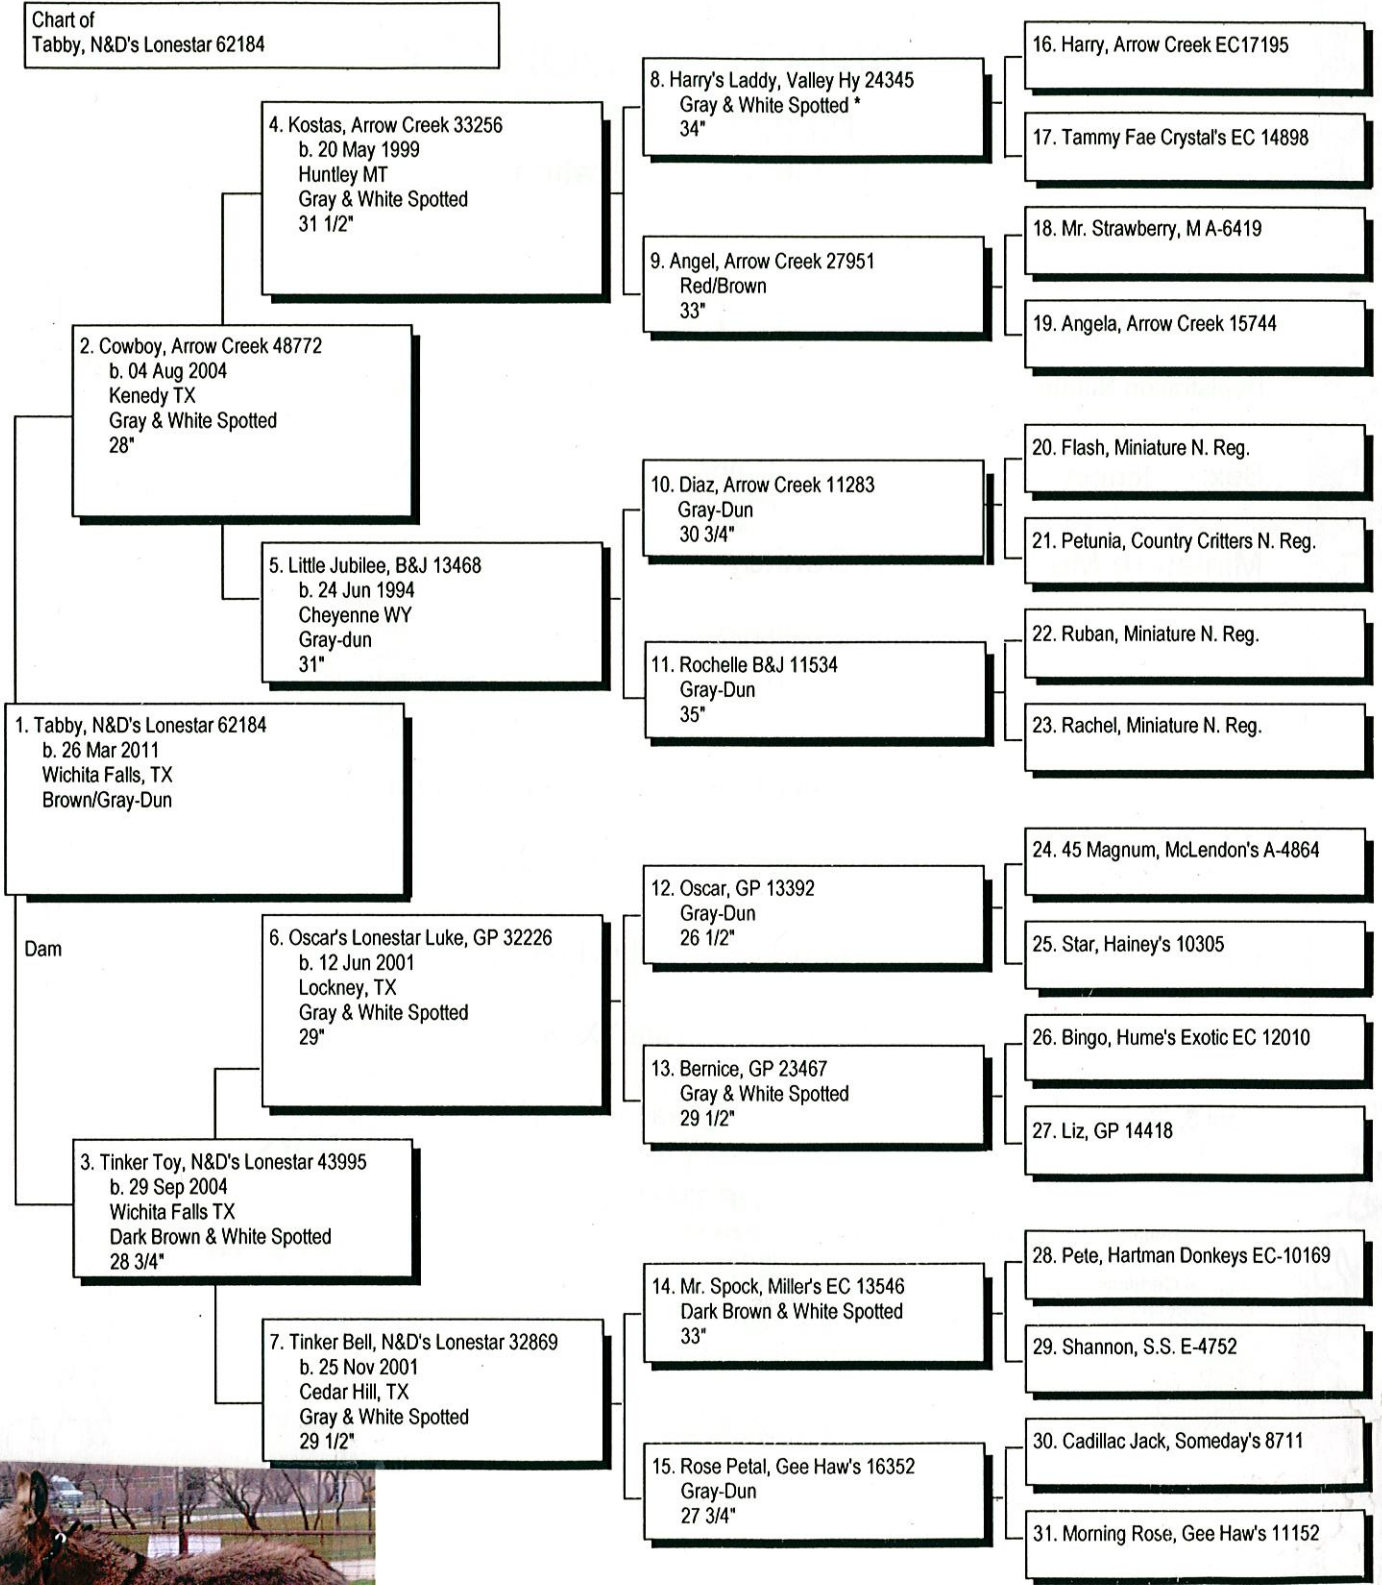 Chart of
Tabby, N&D's Lonestar 62184
1. Tabby, N&D's Lonestar 62184
b. 26 Mar 2011
Wichita Falls, TX
Brown/Gray-Dun
Dam
2. Cowboy, Arrow Creek 48772
b. 04 Aug 2004
Kenedy TX
Gray & White Spotted
28"
3. Tinker Toy, N&D's Lonestar 43995
b. 29 Sep 2004
Wichita Falls TX
Dark Brown & White Spotted
28 3/4"
4. Kostas, Arrow Creek 33256
b. 20 May 1999
Huntley MT
Gray & White Spotted
31 1/2"
5. Little Jubilee, B&J 13468
b. 24 Jun 1994
Cheyenne WY
Gray-dun
31"
6. Oscar's Lonestar Luke, GP 32226
b. 12 Jun 2001
Lockney, TX
Gray & White Spotted
29"
7. Tinker Bell, N&D's Lonestar 32869
b. 25 Nov 2001
Cedar Hill, TX
Gray & White Spotted
29 1/2"
8. Harry's Laddy, Valley Hy 24345
Gray & White Spotted *
34"
9. Angel, Arrow Creek 27951
Red/Brown
33"
10. Diaz, Arrow Creek 11283
Gray-Dun
30 3/4"
11. Rochelle B&J 11534
Gray-Dun
35"
12. Oscar, GP 13392
Gray-Dun
26 1/2"
13. Bernice, GP 23467
Gray & White Spotted
29 1/2"
14. Mr. Spock, Miller's EC 13546
Dark Brown & White Spotted
33"
15. Rose Petal, Gee Haw's 16352
Gray-Dun
27 3/4"
16. Harry, Arrow Creek EC17195
17. Tammy Fae Crystal's EC 14898
18. Mr. Strawberry, M A-6419
19. Angela, Arrow Creek 15744
20. Flash, Miniature N. Reg.
21. Petunia, Country Critters N. Reg.
22. Ruban, Miniature N. Reg.
23. Rachel, Miniature N. Reg.
24. 45 Magnum, McLendon's A-4864
25. Star, Hainey's 10305
26. Bingo, Hume's Exotic EC 12010
27. Liz, GP 14418
28. Pete, Hartman Donkeys EC-10169
29. Shannon, S.S. E-4752
30. Cadillac Jack, Someday's 8711
31. Morning Rose, Gee Haw's 11152